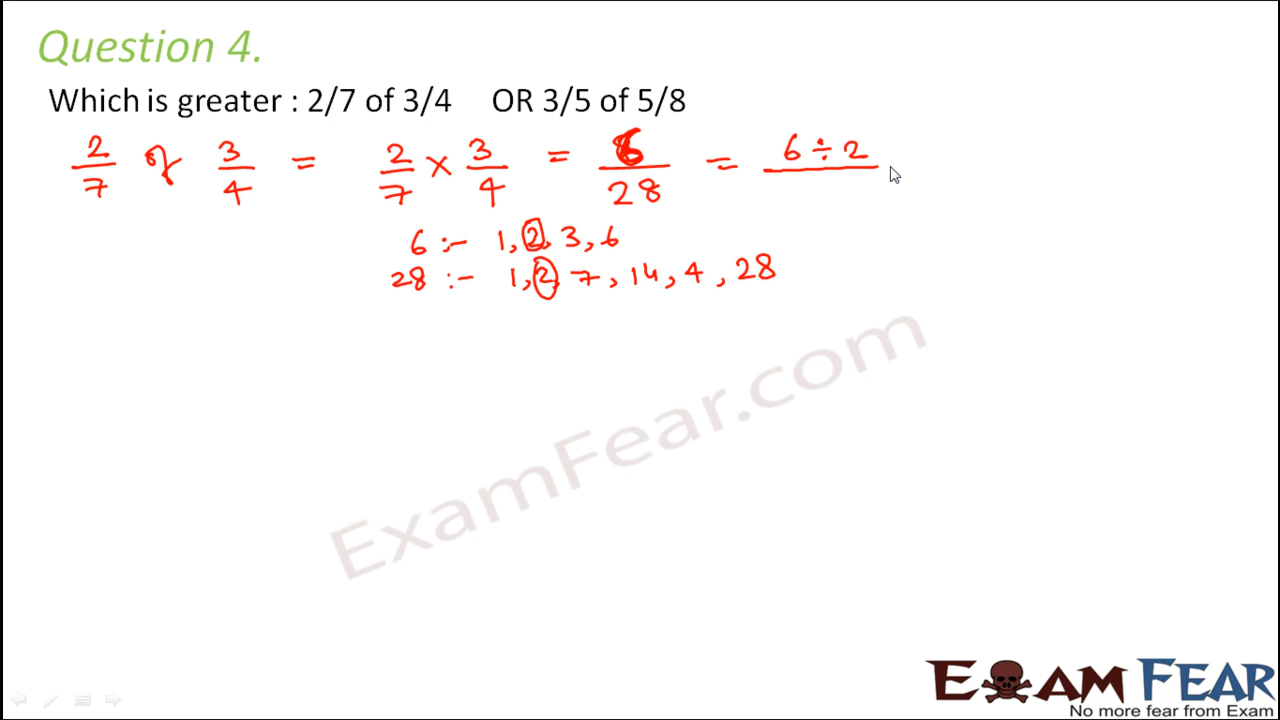 Question 4.
Which is greater : 2/7 of 3/4 OR 3/5 of 5/8
2/7 of 3/4 = 2/7 × 3/4 = 6/28 = 6 ÷ 2
6 :- 1, 2, 3, 6
28 :- 1, 2, 7, 14, 4, 28
ExamFear.com
EXAM FEAR
No more fear from Exam